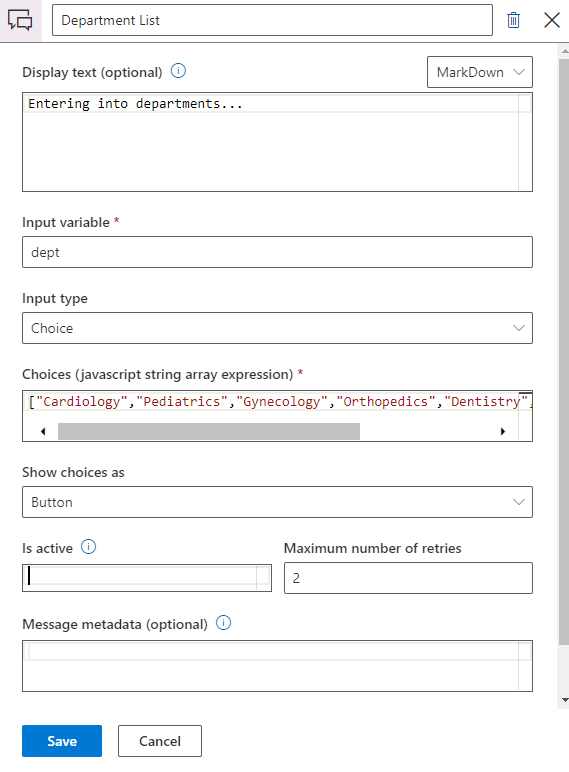 Department List
Display text (optional)
MarkDown
Entering into departments...
Input variable *
dept
Input type
Choice
Choices (javascript string array expression) *
["Cardiology","Pediatrics","Gynecology","Orthopedics","Dentistry",
Show choices as
Button
Is active
Maximum number of retries
2
Message metadata (optional)
Save
Cancel